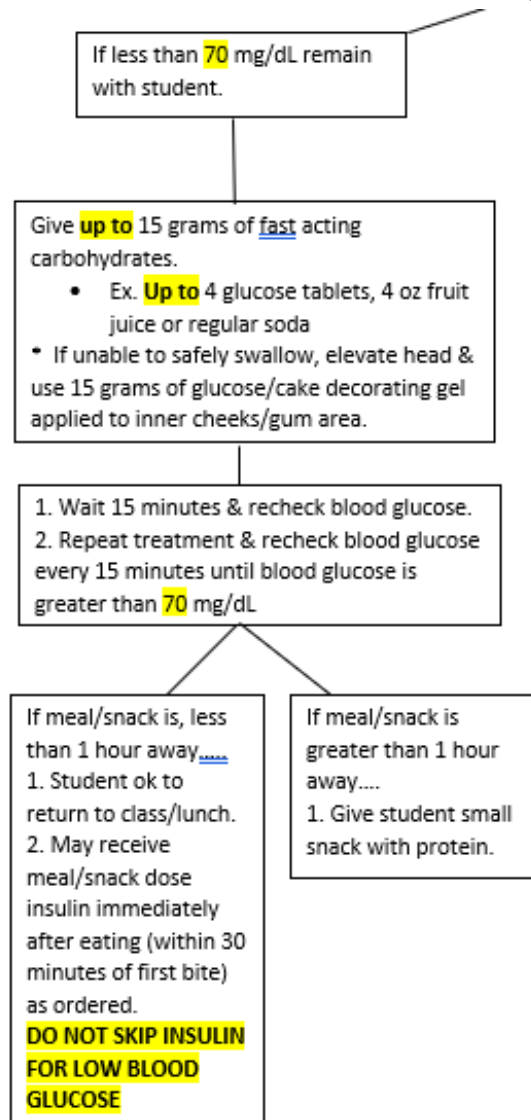 If less than 70 mg/dL remain
with student.
Give up to 15 grams of fast acting
carbohydrates.
• Ex. Up to 4 glucose tablets, 4 oz fruit
juice or regular soda
* If unable to safely swallow, elevate head &
use 15 grams of glucose/cake decorating gel
applied to inner cheeks/gum area.
1. Wait 15 minutes & recheck blood glucose.
2. Repeat treatment & recheck blood glucose
every 15 minutes until blood glucose is
greater than 70 mg/dL
If meal/snack is, less
than 1 hour away.....
1. Student ok to
return to class/lunch.
2. May receive
meal/snack dose
insulin immediately
after eating (within 30
minutes of first bite)
as ordered.
DO NOT SKIP INSULIN
FOR LOW BLOOD
GLUCOSE
If meal/snack is
greater than 1 hour
away....
1. Give student small
snack with protein.